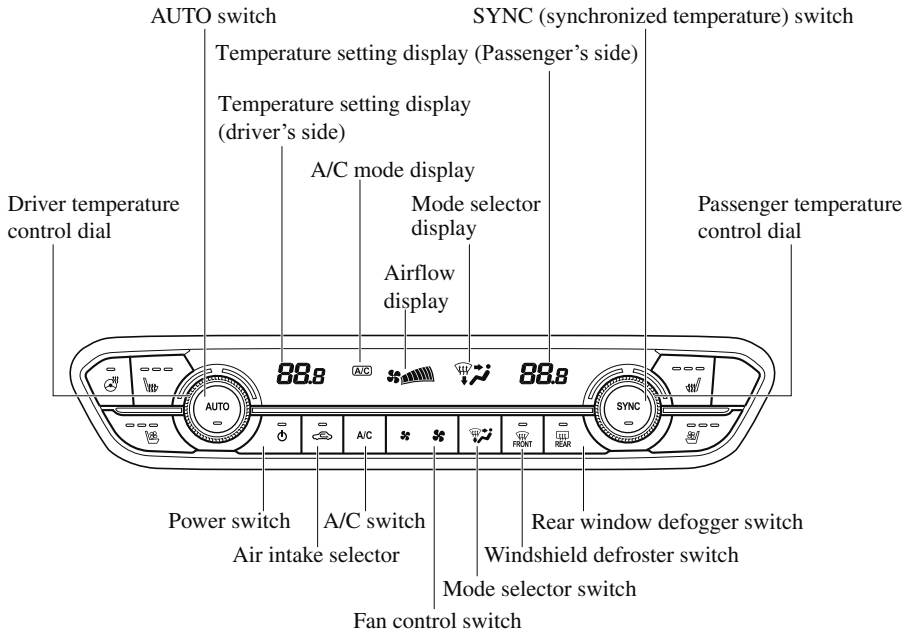 AUTO switch
SYNC (synchronized temperature) switch
Temperature setting display (Passenger's side)
Temperature setting display
(driver's side)
A/C mode display
Driver temperature
control dial
Mode selector
display
Passenger temperature
control dial
Airflow
display
88.8
A/C
88.8
AUTO
SYNC
A/C
FRONT
REAR
Power switch
A/C switch
Rear window defogger switch
Air intake selector
Windshield defroster switch
Mode selector switch
Fan control switch